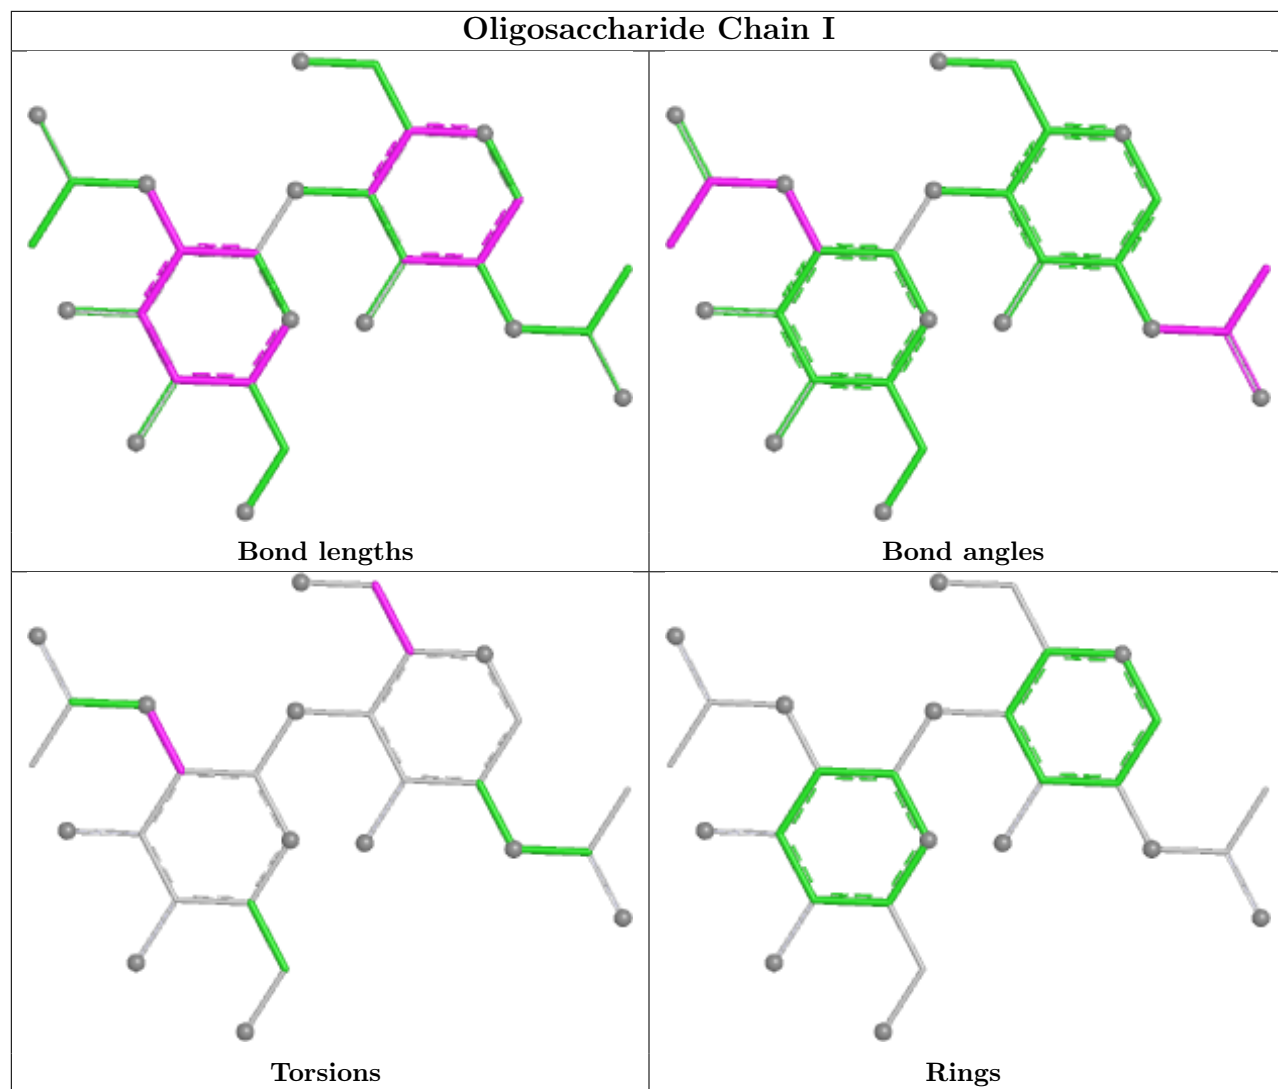 Oligosaccharide Chain I
Bond lengths
Bond angles
Torsions
Rings